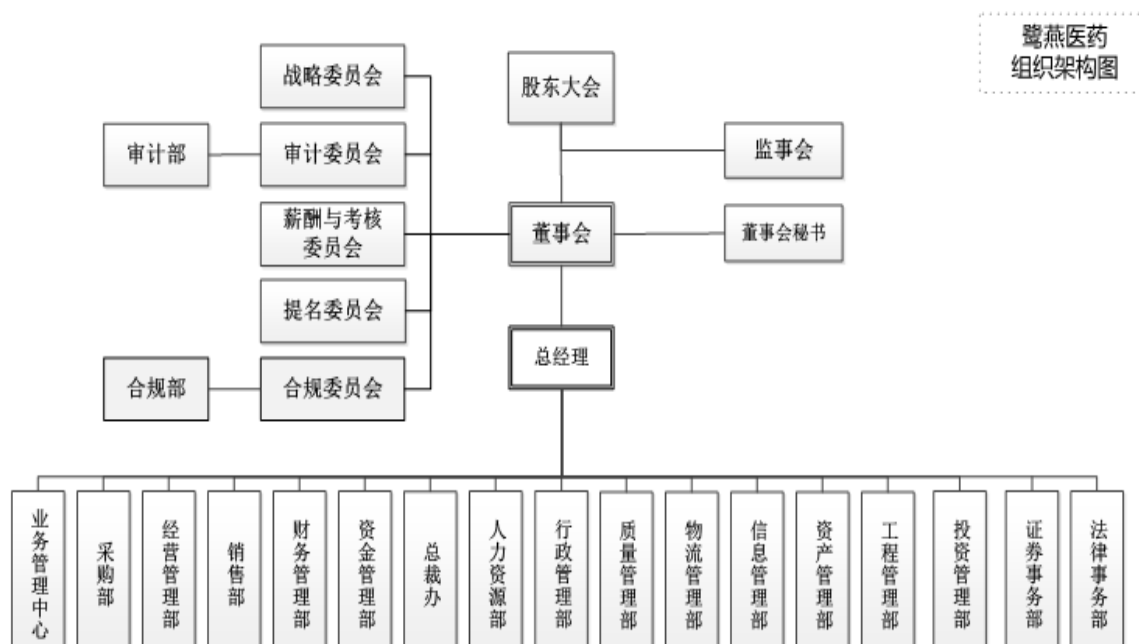 鹭燕医药
组织架构图
战略委员会
股东大会
审计部
审计委员会
监事会
薪酬与考核
委员会
董事会
董事会秘书
提名委员会
总经理
合规部
合规委员会
业务管理中心
采购部
经营管理部
销售部
财务管理部
资金管理部
总裁办
人力资源部
行政管理部
质量管理部
物流管理部
信息管理部
资产管理部
工程管理部
投资管理部
证券事务部
法律事务部